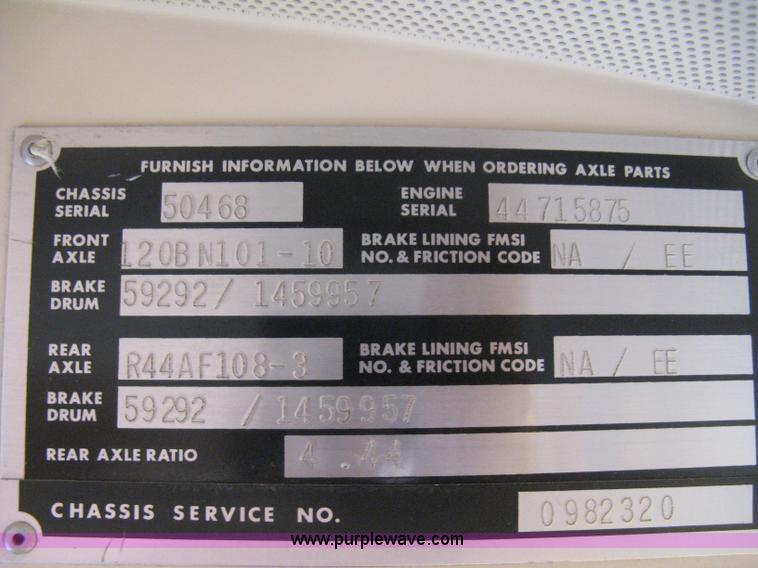 FURNISH INFORMATION BELOW WHEN ORDERING AXLE PARTS
CHASSIS SERIAL 50468 ENGINE SERIAL 44715875
FRONT AXLE 120BN101-10 BRAKE LINING FMSI NO. & FRICTION CODE NA / EE
BRAKE DRUM 59292/ 1459957
REAR AXLE R44AF108-3 BRAKE LINING FMSI NO. & FRICTION CODE NA / EE
BRAKE DRUM 59292 / 1459957
REAR AXLE RATIO 4.44
CHASSIS SERVICE NO. 0982320
www.purplewave.com